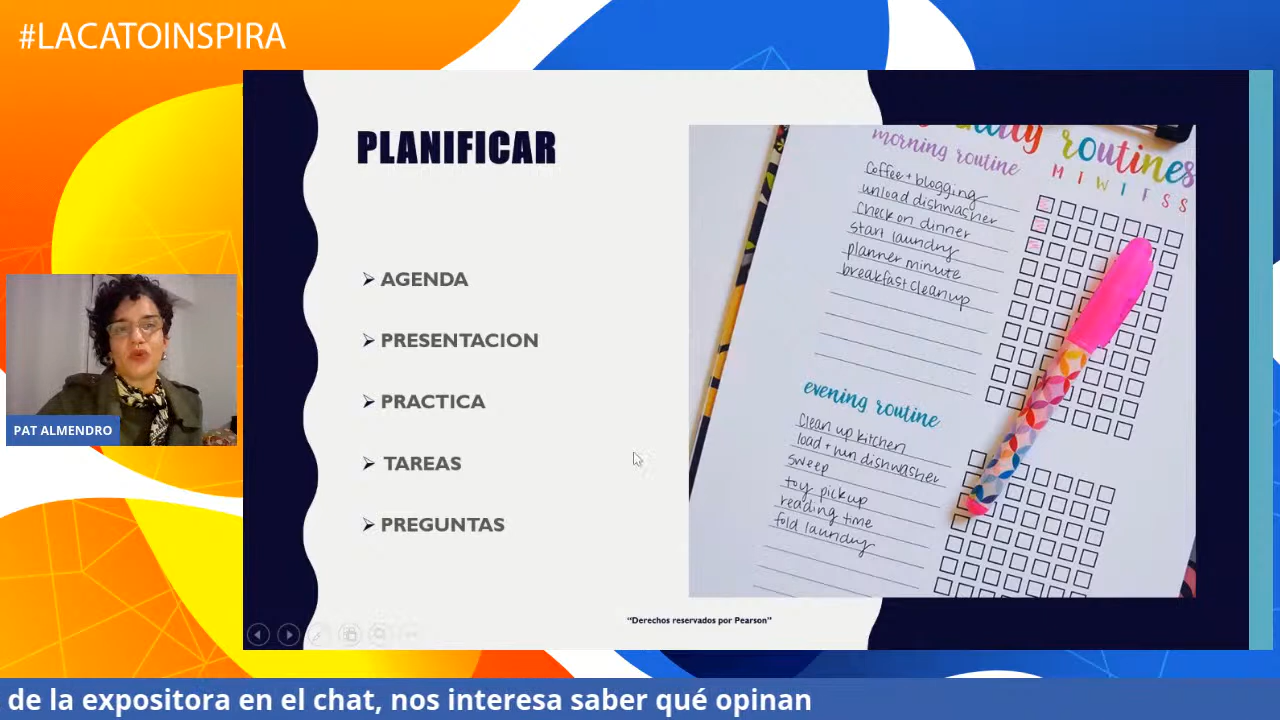 #LACATOINSPIRA
PLANIFICAR
AGENDA
PRESENTACION
PRACTICA
TAREAS
PREGUNTAS
routines
morning routine
M T W T F S S
coffee + blogging
unload dishwasher
check on dinner
start laundry
planner minute
breakfast cleanup
evening routine
clean up kitchen
load + run dishwasher
sweep
toy pickup
reading time
fold laundry
"Derechos reservados por Pearson"
PAT ALMENDRO
de la expositora en el chat, nos interesa saber qué opinan